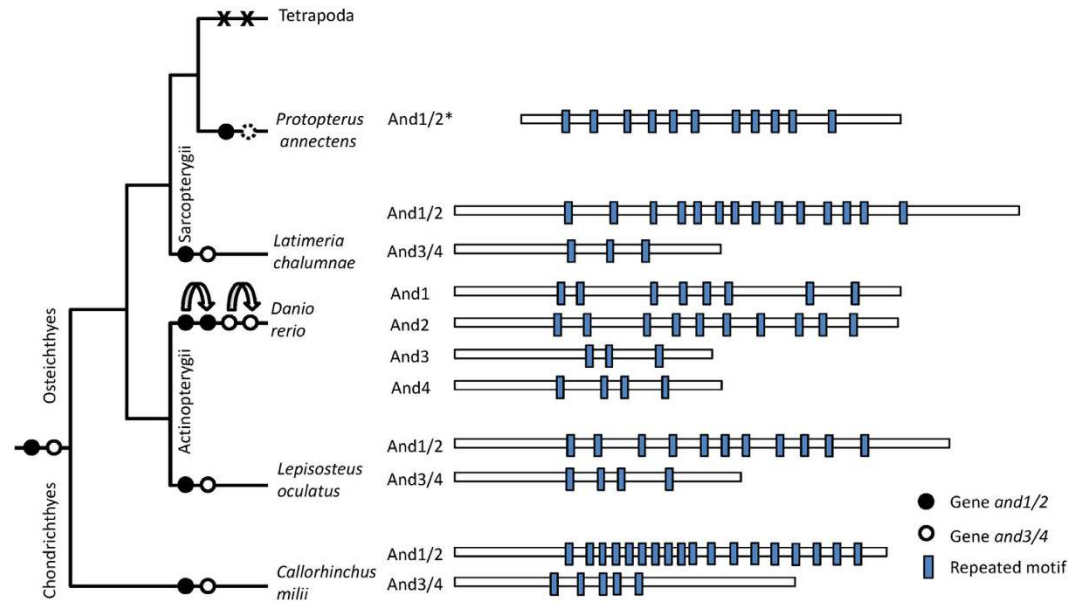 Tetrapoda
Protopterus
annectens
And1/2*
Sarcopterygii
And1/2
Latimeria
chalumnae
And3/4
Osteichthyes
Danio
rerio
And1
And2
And3
And4
Actinopterygii
And1/2
Lepisosteus
oculatus
And3/4
Chondrichthyes
And1/2
Callorhinchus
milii
And3/4
Gene and1/2
Gene and3/4
Repeated motif